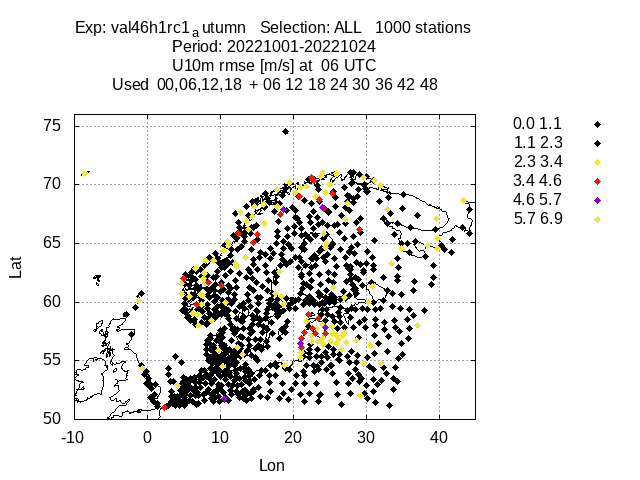 Exp: val46h1rc1a utumn Selection: ALL 1000 stations
Period: 20221001-20221024
U10m rmse [m/s] at 06 UTC
Used 00,06,12,18 + 06 12 18 24 30 36 42 48
75
70
65
60
55
50
Lat
-10 0 10 20 30 40
Lon
0.0 1.1
1.1 2.3
2.3 3.4
3.4 4.6
4.6 5.7
5.7 6.9